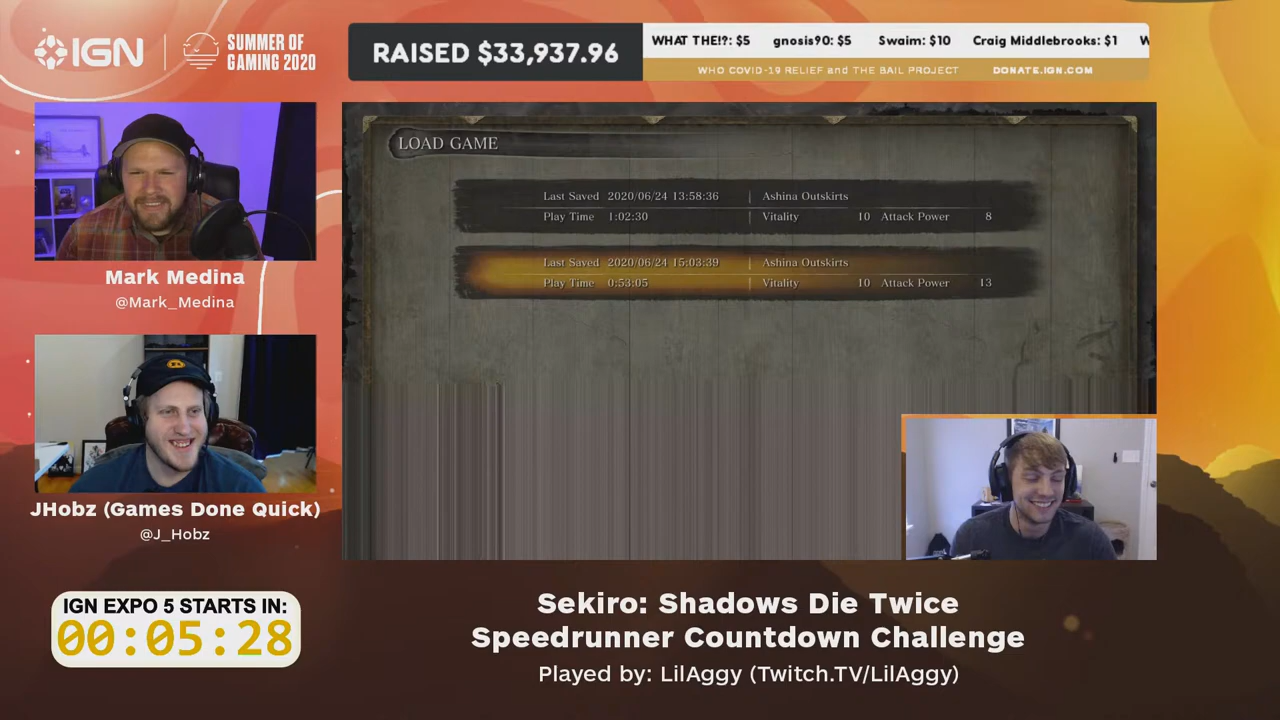 IGN
SUMMER OF
GAMING 2020
RAISED $33,937.96
WHAT THE!?: $5 gnosis90: $5 Swaim: $10 Craig Middlebrooks: $1 W
WHO COVID-19 RELIEF and THE BAIL PROJECT DONATE.IGN.COM
LOAD GAME
Last Saved 2020/06/24 13:58:36 Ashina Outskirts
Play Time 1:02:30 Vitality 10 Attack Power 8
Last Saved 2020/06/24 15:03:39 Ashina Outskirts
Play Time 0:53:05 Vitality 10 Attack Power 13
Mark Medina
@Mark_Medina
JHobz (Games Done Quick)
@J_Hobz
IGN EXPO 5 STARTS IN:
00:05:28
Sekiro: Shadows Die Twice
Speedrunner Countdown Challenge
Played by: LilAggy (Twitch.TV/LilAggy)